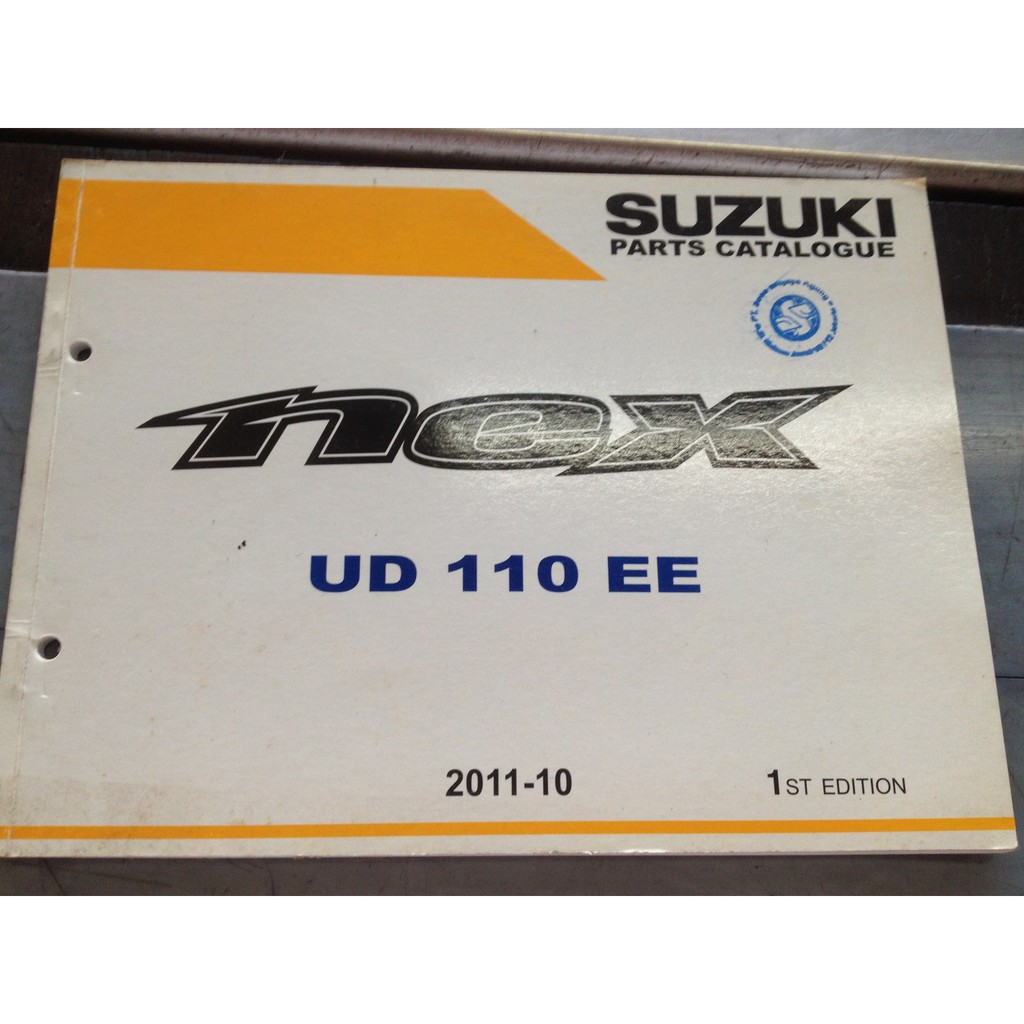 SUZUKI
PARTS CATALOGUE
nex
UD 110 EE
2011-10
1ST EDITION